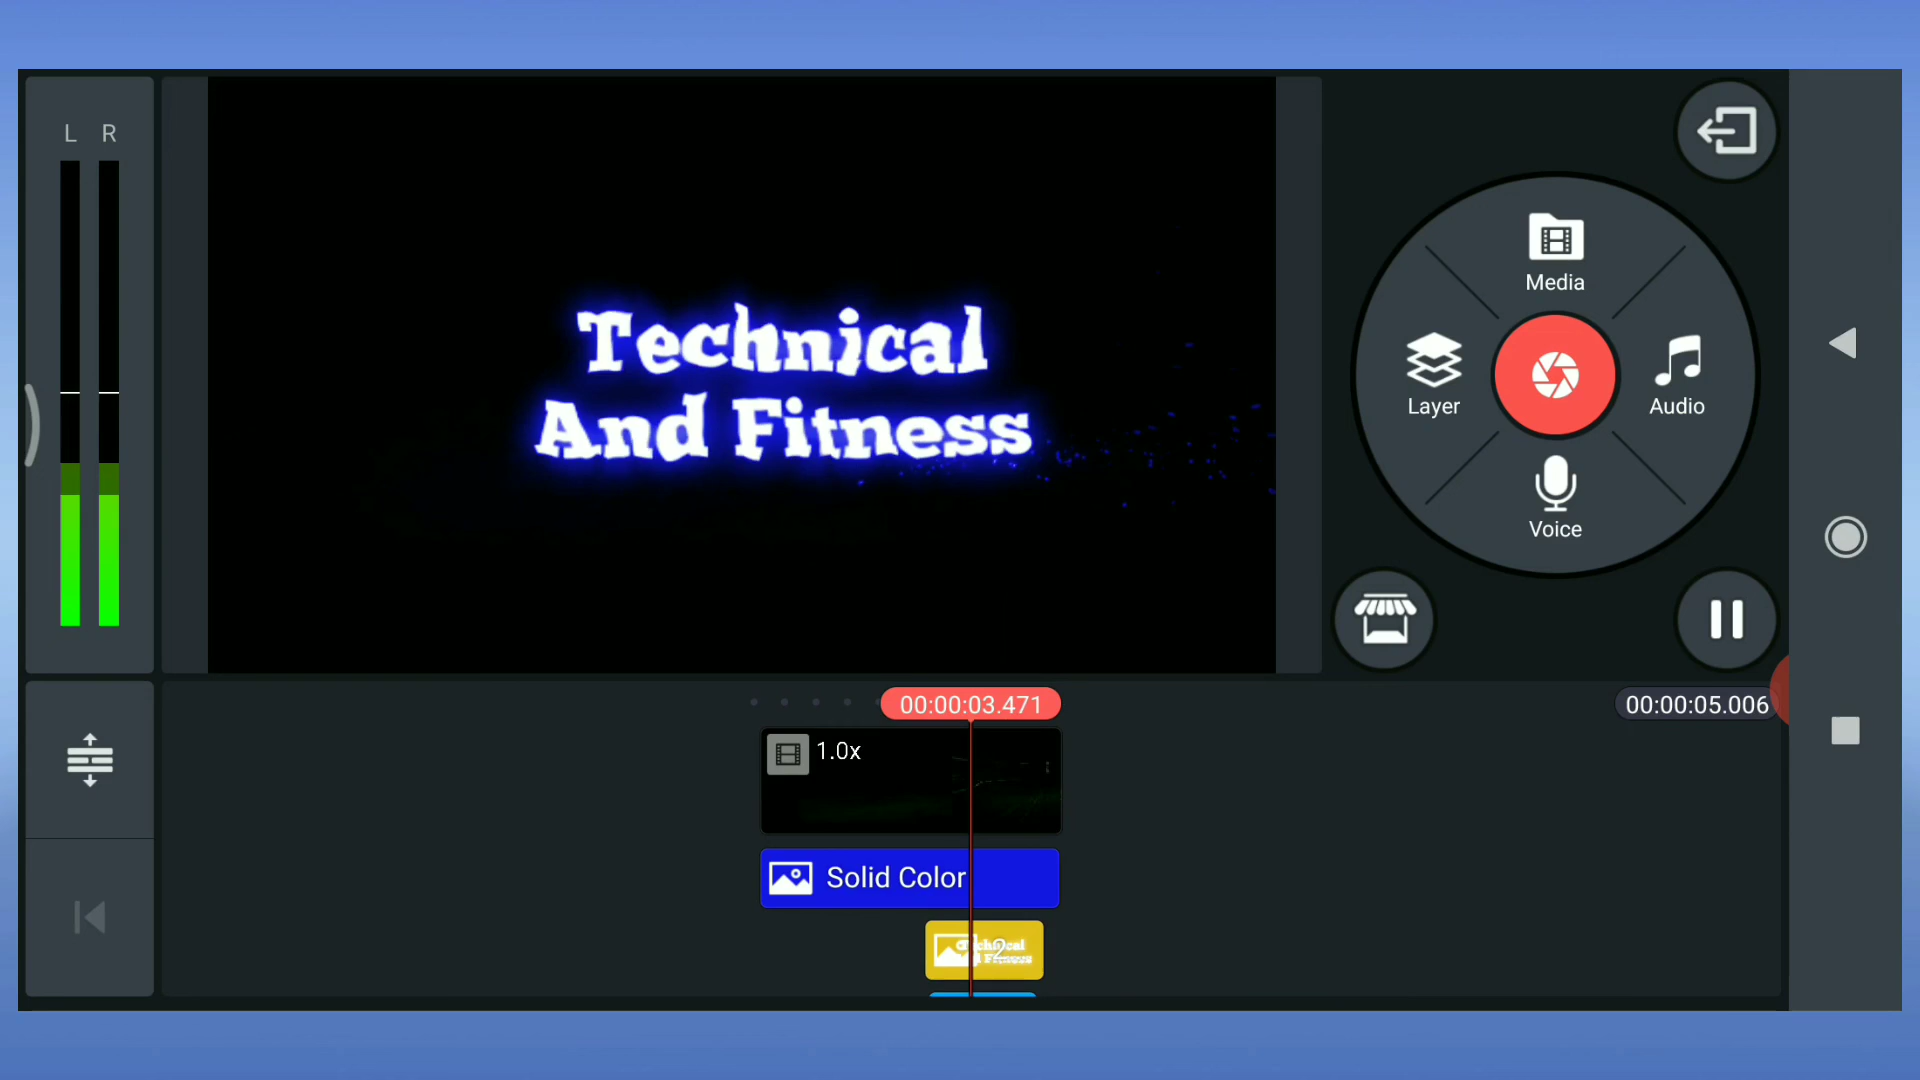 L R
Technical
And Fitness
Media
Layer
Audio
Voice
00:00:03.471
00:00:05.006
1.0x
Solid Color
2